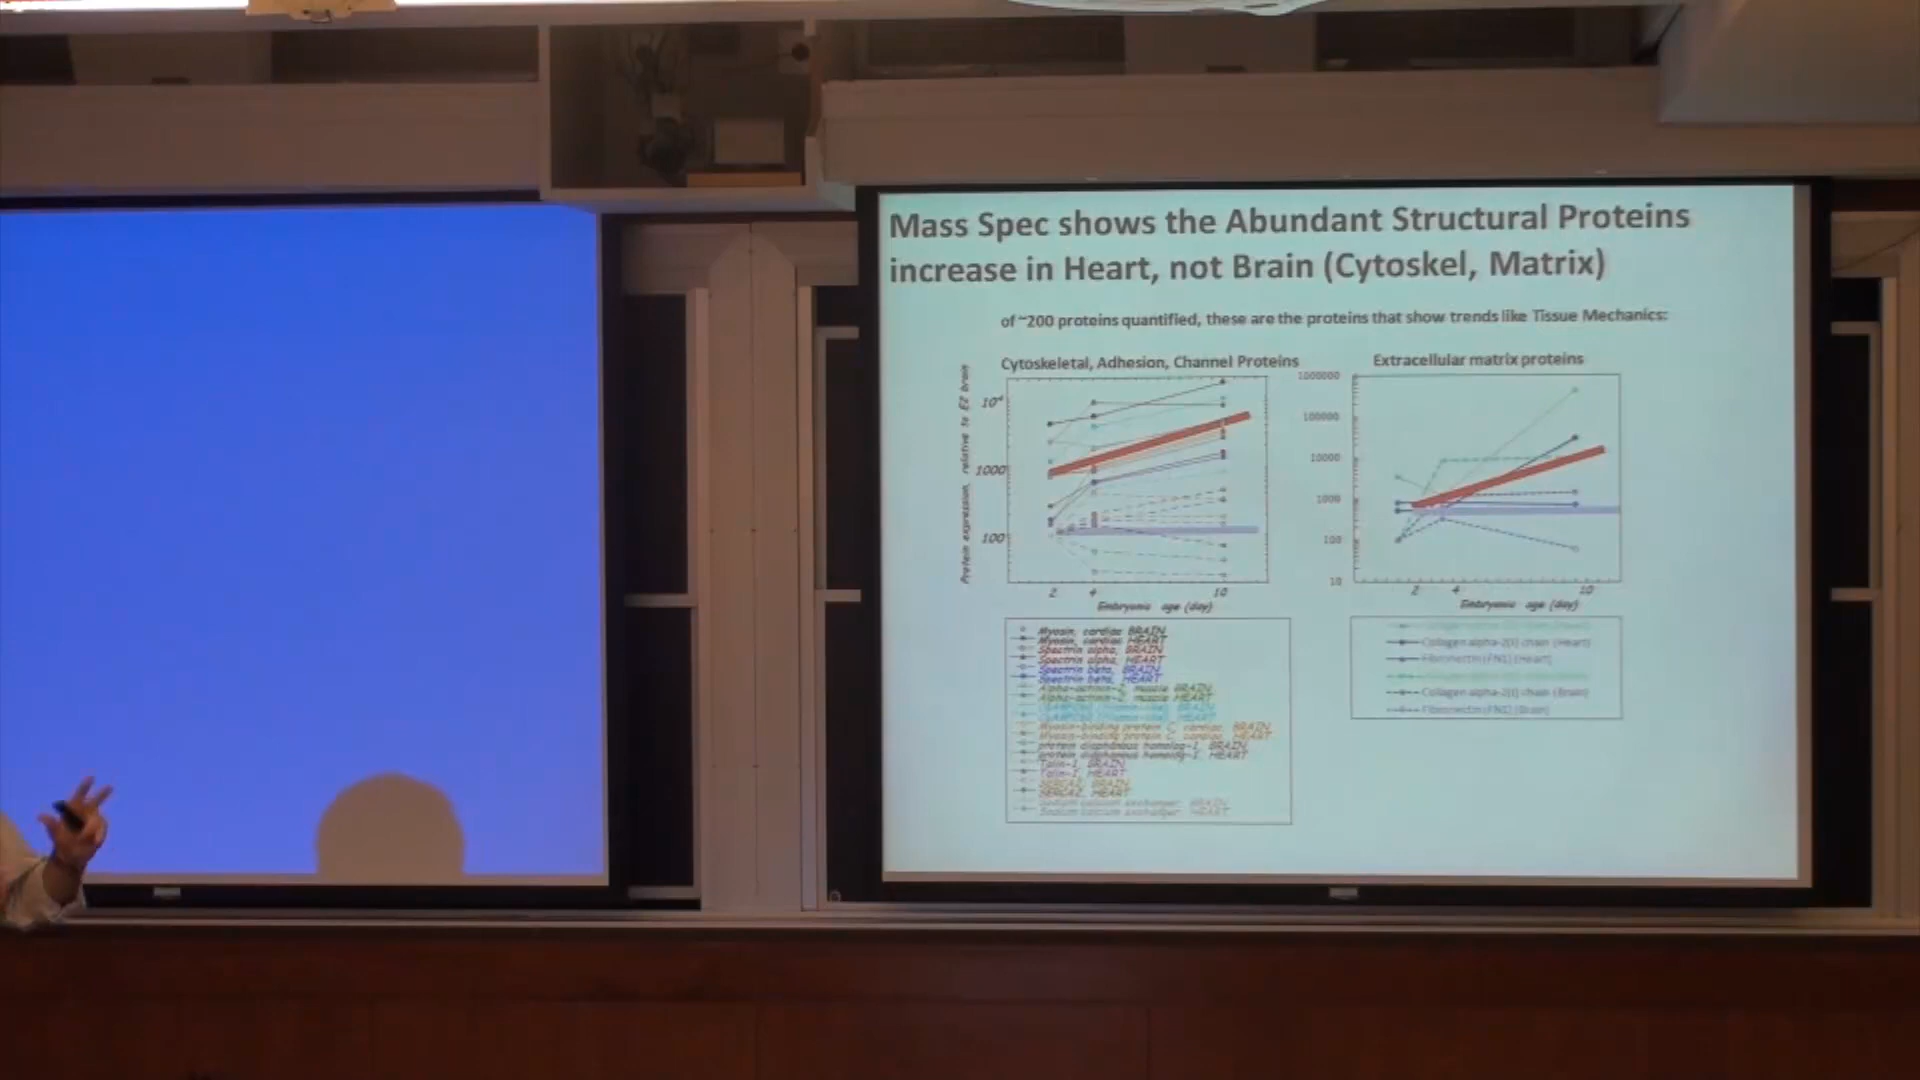 Mass Spec shows the Abundant Structural Proteins
increase in Heart, not Brain (Cytoskel, Matrix)
of ~200 proteins quantified, these are the proteins that show trends like Tissue Mechanics:
Cytoskeletal, Adhesion, Channel Proteins
Protein expression, relative to E2 brain
10⁴
1000
100
2 4 10
Embryonic age (day)
Myosin, cardiac BRAIN
Myosin, cardiac HEART
Spectrin alpha, BRAIN
Spectrin alpha, HEART
Spectrin beta, BRAIN
Spectrin beta, HEART
Alpha-actinin-2, muscle BRAIN
Alpha-actinin-2, muscle HEART
BRAIN
HEART
Myosin-binding protein C, cardiac, BRAIN
Myosin-binding protein C, cardiac, HEART
protein diaphanous homolog-1, BRAIN
protein diaphanous homolog-1, HEART
Talin-1, BRAIN
Talin-1, HEART
SERCA2, BRAIN
SERCA2, HEART
Sodium calcium exchanger, BRAIN
Sodium calcium exchanger, HEART
Extracellular matrix proteins
1000000
100000
10000
1000
100
10
2 4 10
Embryonic age (day)
Collagen alpha-2(I) chain (Heart)
Fibronectin (FN1) (Heart)
Collagen alpha-2(I) chain (Brain)
Fibronectin (FN1) (Brain)